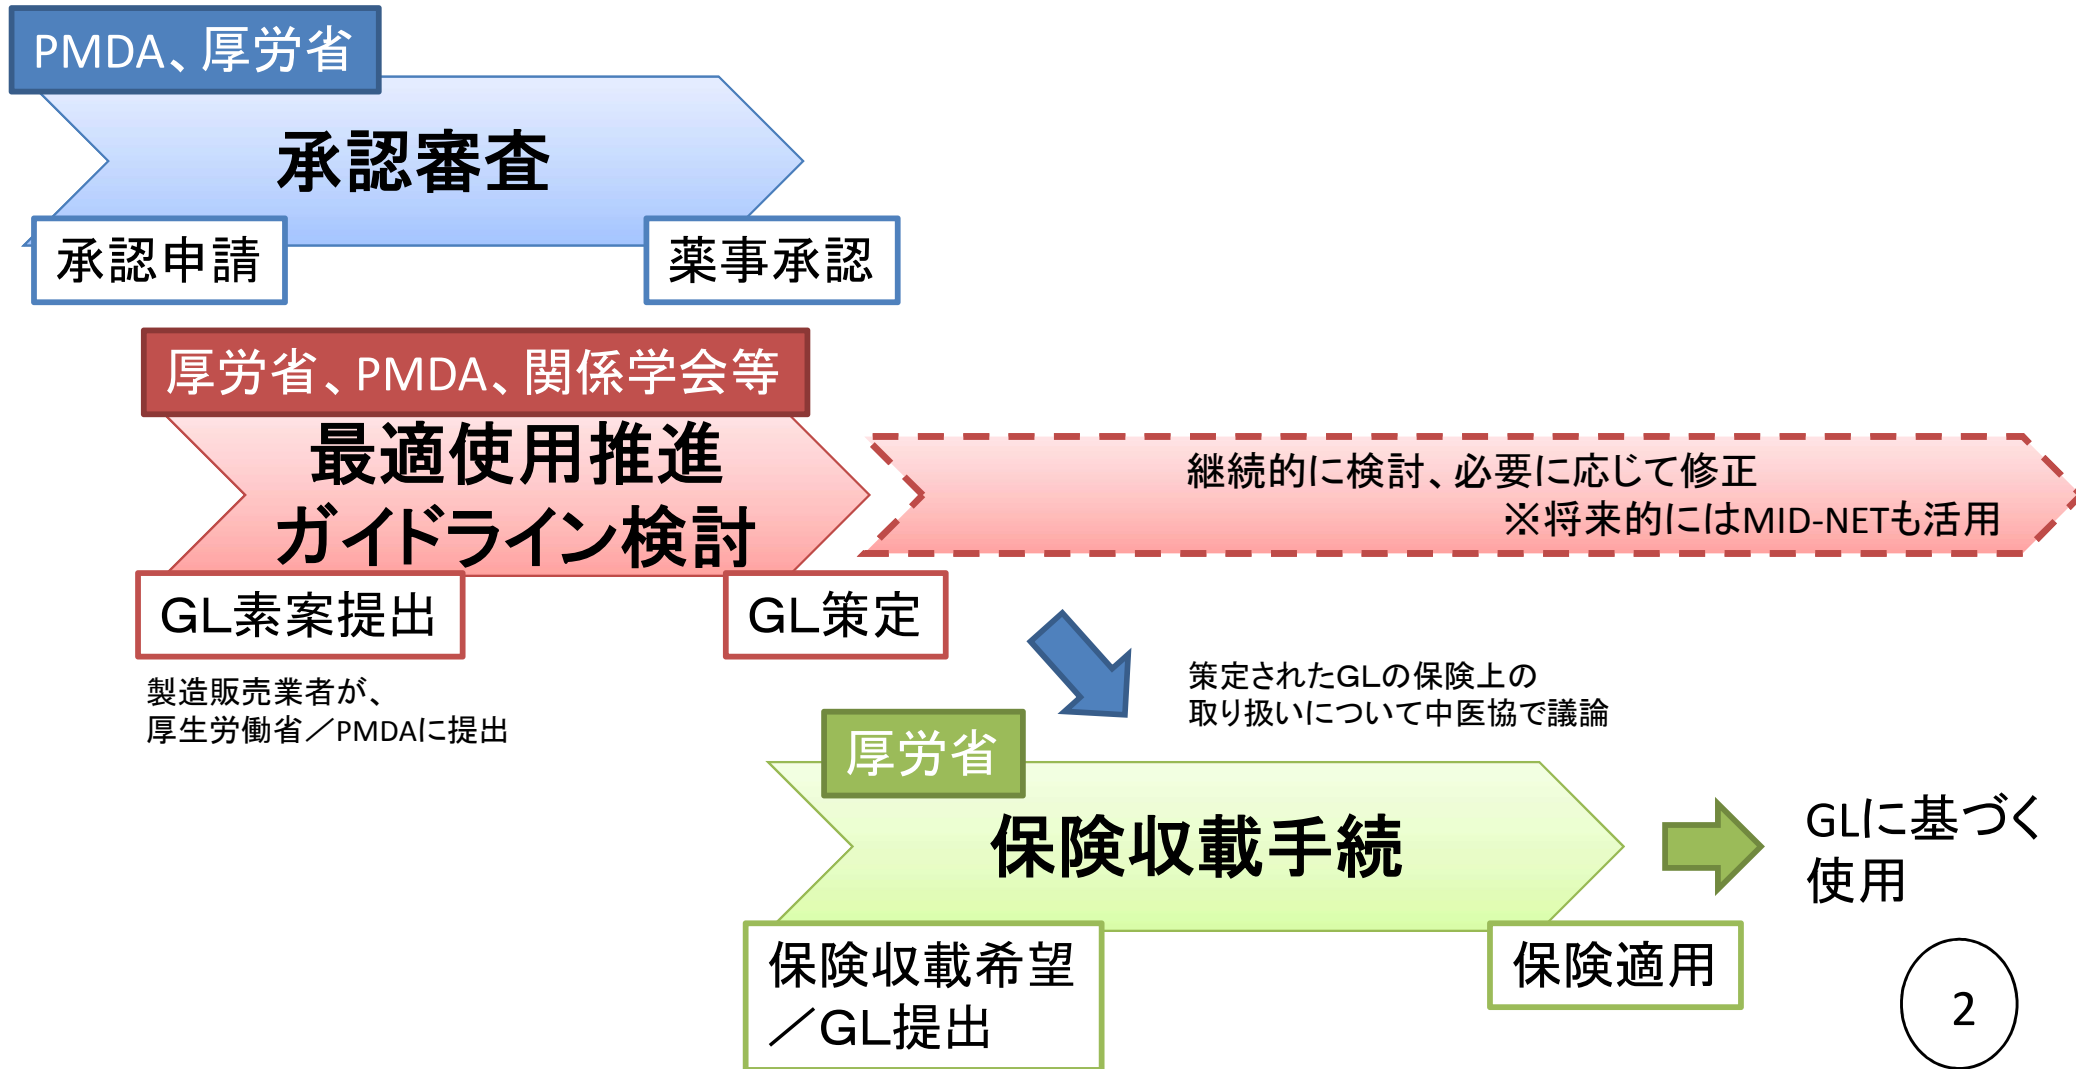 PMDA、厚労省
承認審査
承認申請
薬事承認
厚労省、PMDA、関係学会等
最適使用推進
ガイドライン検討
継続的に検討、必要に応じて修正
※将来的にはMID-NETも活用
GL素案提出
GL策定
製造販売業者が、
厚生労働省／PMDAに提出
策定されたGLの保険上の
取り扱いについて中医協で議論
厚労省
保険収載手続
GLに基づく
使用
保険収載希望
／GL提出
保険適用
2